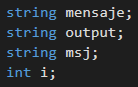 string mensaje;
string output;
string msj;
int i;